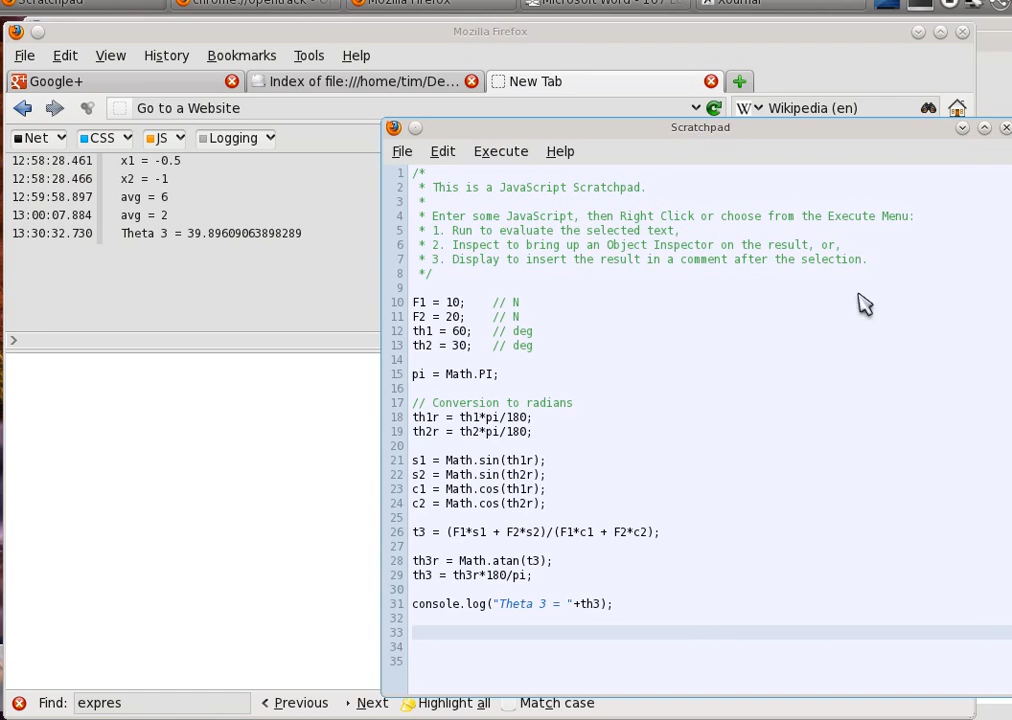 Scratchpad
Mozilla Firefox
Microsoft Word - 107
Xournal
Mozilla Firefox
File Edit View History Bookmarks Tools Help
Google+ Index of file:///home/tim/De... New Tab
Go to a Website Wikipedia (en)
Net CSS JS Logging
12:58:28.461 x1 = -0.5
12:58:28.466 x2 = -1
12:59:58.897 avg = 6
13:00:07.884 avg = 2
13:30:32.730 Theta 3 = 39.89609063898289
>
Scratchpad
File Edit Execute Help
1 /*
2 * This is a JavaScript Scratchpad.
3 *
4 * Enter some JavaScript, then Right Click or choose from the Execute Menu:
5 * 1. Run to evaluate the selected text,
6 * 2. Inspect to bring up an Object Inspector on the result, or,
7 * 3. Display to insert the result in a comment after the selection.
8 */
9
10 F1 = 10; // N
11 F2 = 20; // N
12 th1 = 60; // deg
13 th2 = 30; // deg
14
15 pi = Math.PI;
16
17 // Conversion to radians
18 th1r = th1*pi/180;
19 th2r = th2*pi/180;
20
21 s1 = Math.sin(th1r);
22 s2 = Math.sin(th2r);
23 c1 = Math.cos(th1r);
24 c2 = Math.cos(th2r);
25
26 t3 = (F1*s1 + F2*s2)/(F1*c1 + F2*c2);
27
28 th3r = Math.atan(t3);
29 th3 = th3r*180/pi;
30
31 console.log("Theta 3 = "+th3);
32
33
34
35
Find: expres Previous Next Highlight all Match case